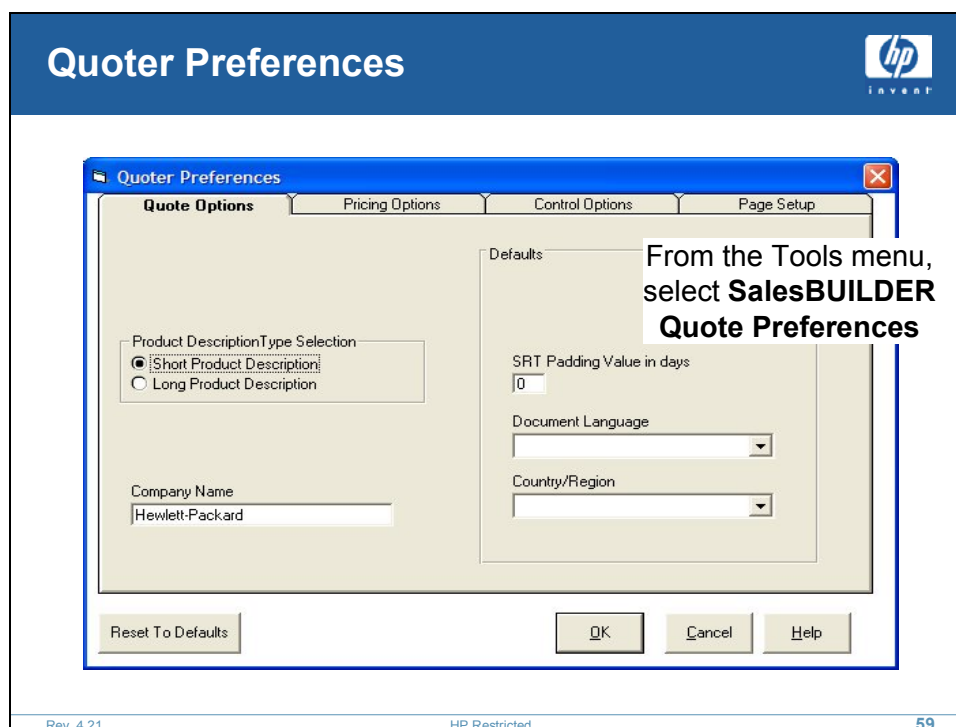 Quoter Preferences
hp
invent
Quoter Preferences
Quote Options
Pricing Options
Control Options
Page Setup
From the Tools menu,
select SalesBUILDER
Quote Preferences
Product DescriptionType Selection
Short Product Description
Long Product Description
Company Name
Hewlett-Packard
Defaults
SRT Padding Value in days
0
Document Language
Country/Region
Reset To Defaults
OK
Cancel
Help
Rev. 4.21
HP Restricted
59